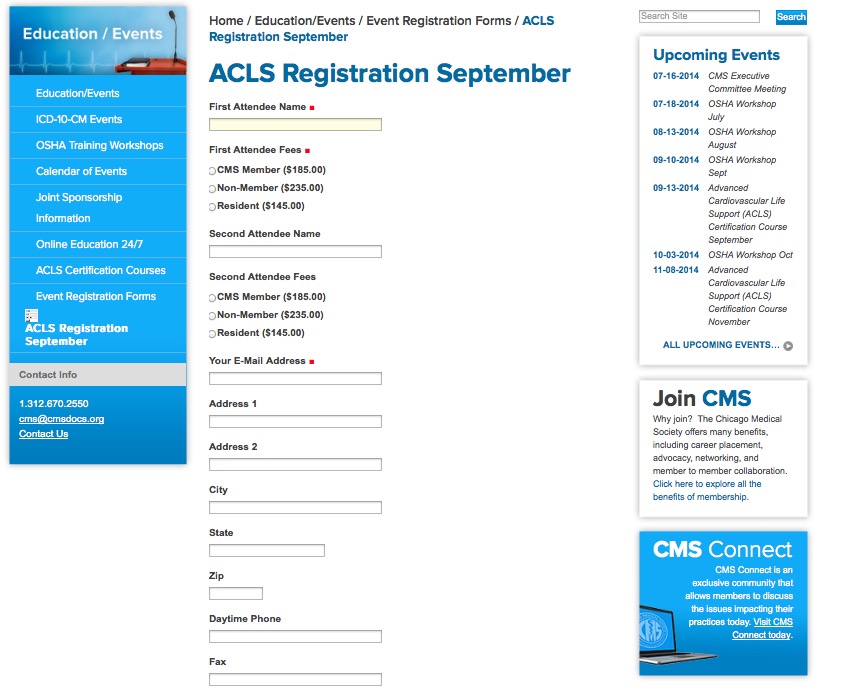 Education / Events
Education/Events
ICD-10-CM Events
OSHA Training Workshops
Calendar of Events
Joint Sponsorship
Information
Online Education 24/7
ACLS Certification Courses
Event Registration Forms
ACLS Registration
September
Contact Info
1.312.670.2550
cms@cmsdocs.org
Contact Us
Home / Education/Events / Event Registration Forms / ACLS
Registration September
ACLS Registration September
First Attendee Name
First Attendee Fees
CMS Member ($185.00)
Non-Member ($235.00)
Resident ($145.00)
Second Attendee Name
Second Attendee Fees
CMS Member ($185.00)
Non-Member ($235.00)
Resident ($145.00)
Your E-Mail Address
Address 1
Address 2
City
State
Zip
Daytime Phone
Fax
Search Site
Search
Upcoming Events
07-16-2014 CMS Executive
Committee Meeting
07-18-2014 OSHA Workshop
July
08-13-2014 OSHA Workshop
August
09-10-2014 OSHA Workshop
Sept
09-13-2014 Advanced
Cardiovascular Life
Support (ACLS)
Certification Course
September
10-03-2014 OSHA Workshop Oct
11-08-2014 Advanced
Cardiovascular Life
Support (ACLS)
Certification Course
November
ALL UPCOMING EVENTS...
Join CMS
Why join? The Chicago Medical
Society offers many benefits,
including career placement,
advocacy, networking, and
member to member collaboration.
Click here to explore all the
benefits of membership.
CMS Connect
CMS Connect is an
exclusive community that
allows members to discuss
the issues impacting their
practices today. Visit CMS
Connect today.
CMS